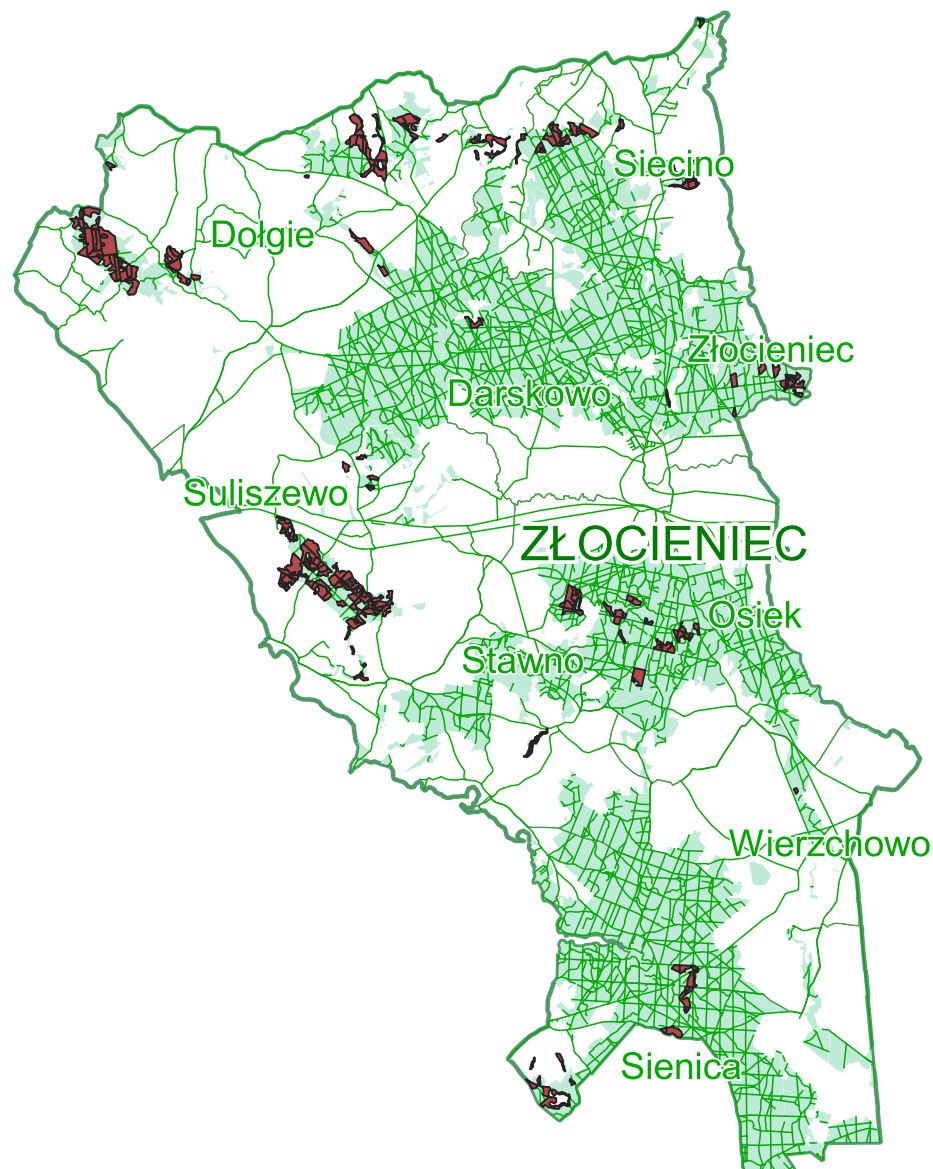 Siecino
Dołgie
Złocieniec
Darskowo
Suliszewo
ZŁOCIENIEC
Osiek
Stawno
Wierzchowo
Sienica